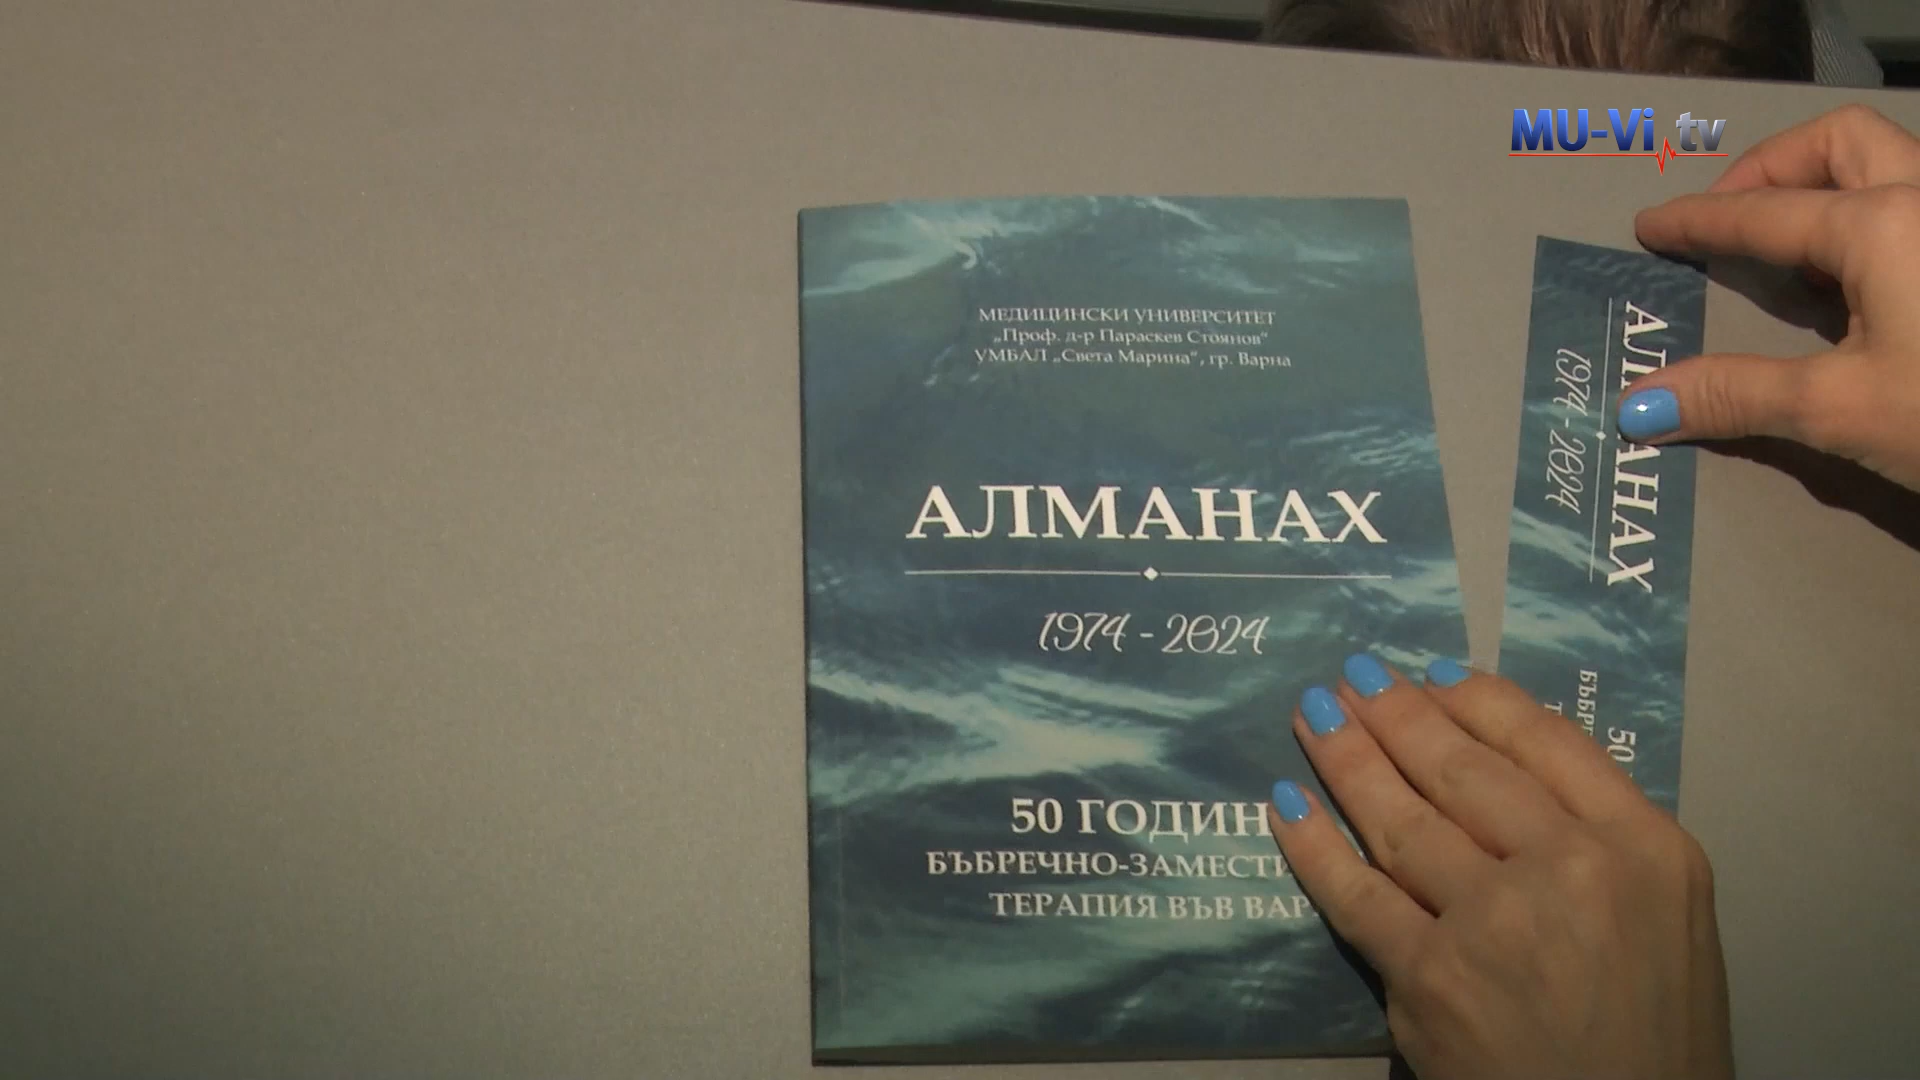 MU-Vi tv
МЕДИЦИНСКИ УНИВЕРСИТЕТ
„Проф. д-р Параскев Стоянов“
УМБАЛ „Света Марина“, гр. Варна
АЛМАНАХ
1974 - 2024
50 ГОДИН
БЪБРЕЧНО-ЗАМЕСТИ
ТЕРАПИЯ ВЪВ ВАР
1974 - 2024
50